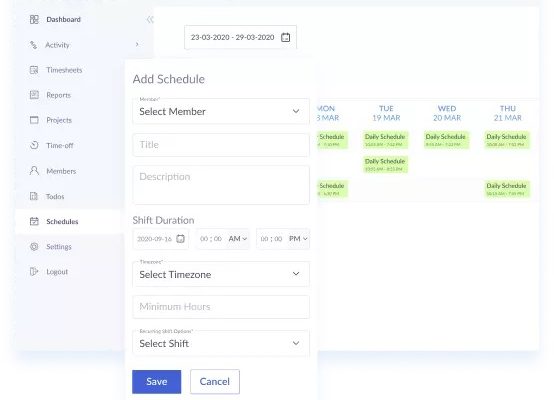 Dashboard
Activity
Timesheets
Reports
Projects
Time-off
Members
Todos
Schedules
Settings
Logout
23-03-2020 - 29-03-2020
Add Schedule
Member*
Select Member
Title
Description
Shift Duration
2020-09-16
00 : 00 AM
00 : 00 PM
Timezone*
Select Timezone
Minimum Hours
Recurring Shift Options*
Select Shift
Save
Cancel
MON
TUE
WED
THU
MAR
19 MAR
20 MAR
21 MAR
Schedule
Daily Schedule
Daily Schedule
Daily Schedule
Daily Schedule
Schedule
Daily Schedule